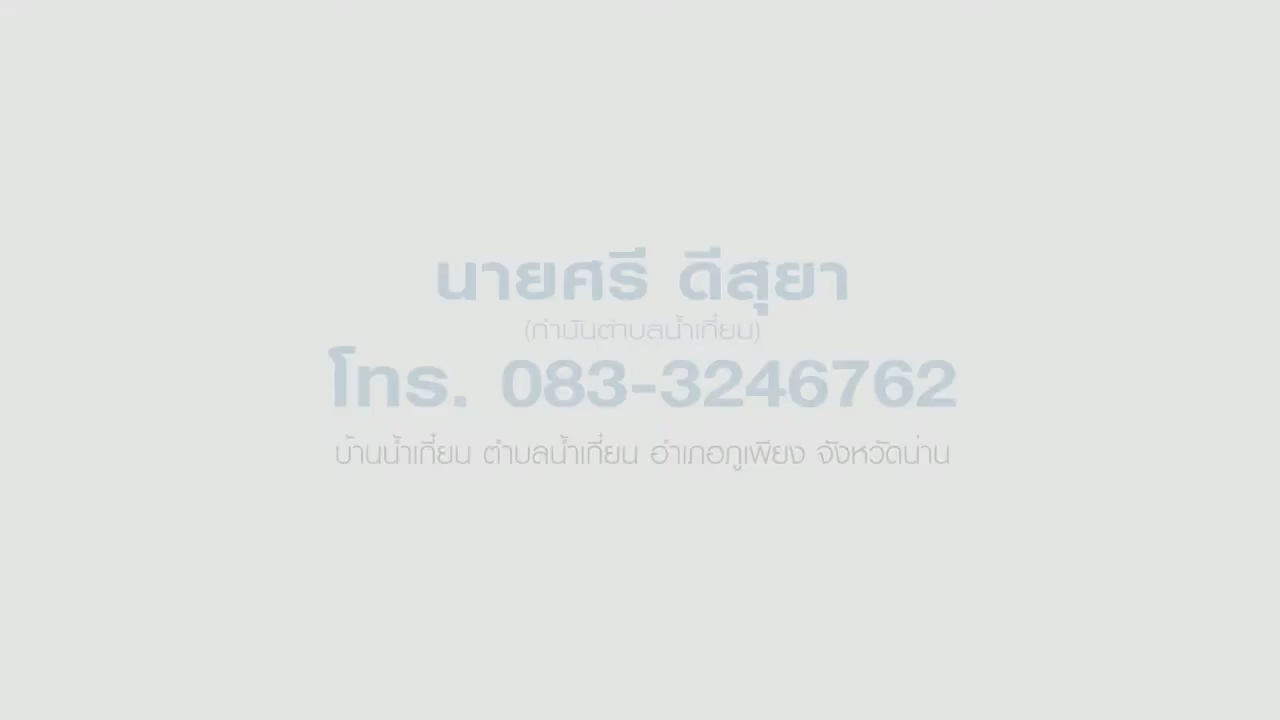 นายศรี ดีสุยา
(กำนันตำบลน้ำเกี๋ยน)
โทร. 083-3246762
บ้านน้ำเกี๋ยน ตำบลน้ำเกี๋ยน อำเภอภูเพียง จังหวัดน่าน